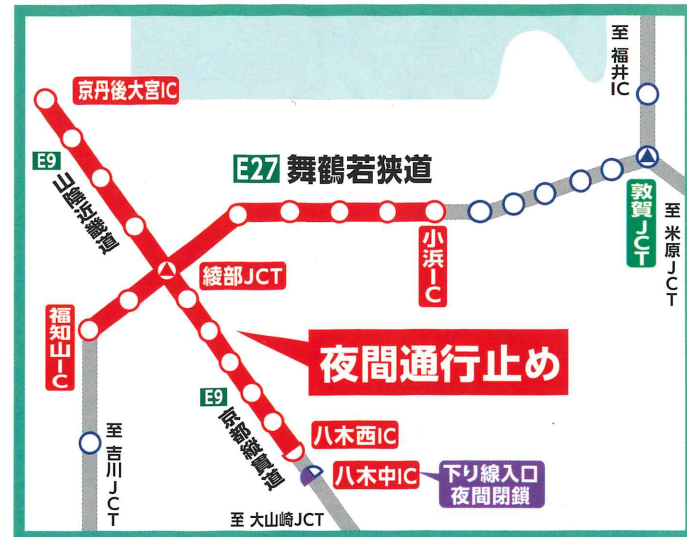 至 福井IC
京丹後大宮IC
E9
山陰近畿道
E27 舞鶴若狭道
敦賀JCT
至 米原JCT
小浜IC
綾部JCT
福知山IC
夜間通行止め
E9
京都縦貫道
至 吉川JCT
八木西IC
八木中IC
下り線入口
夜間閉鎖
至 大山崎JCT